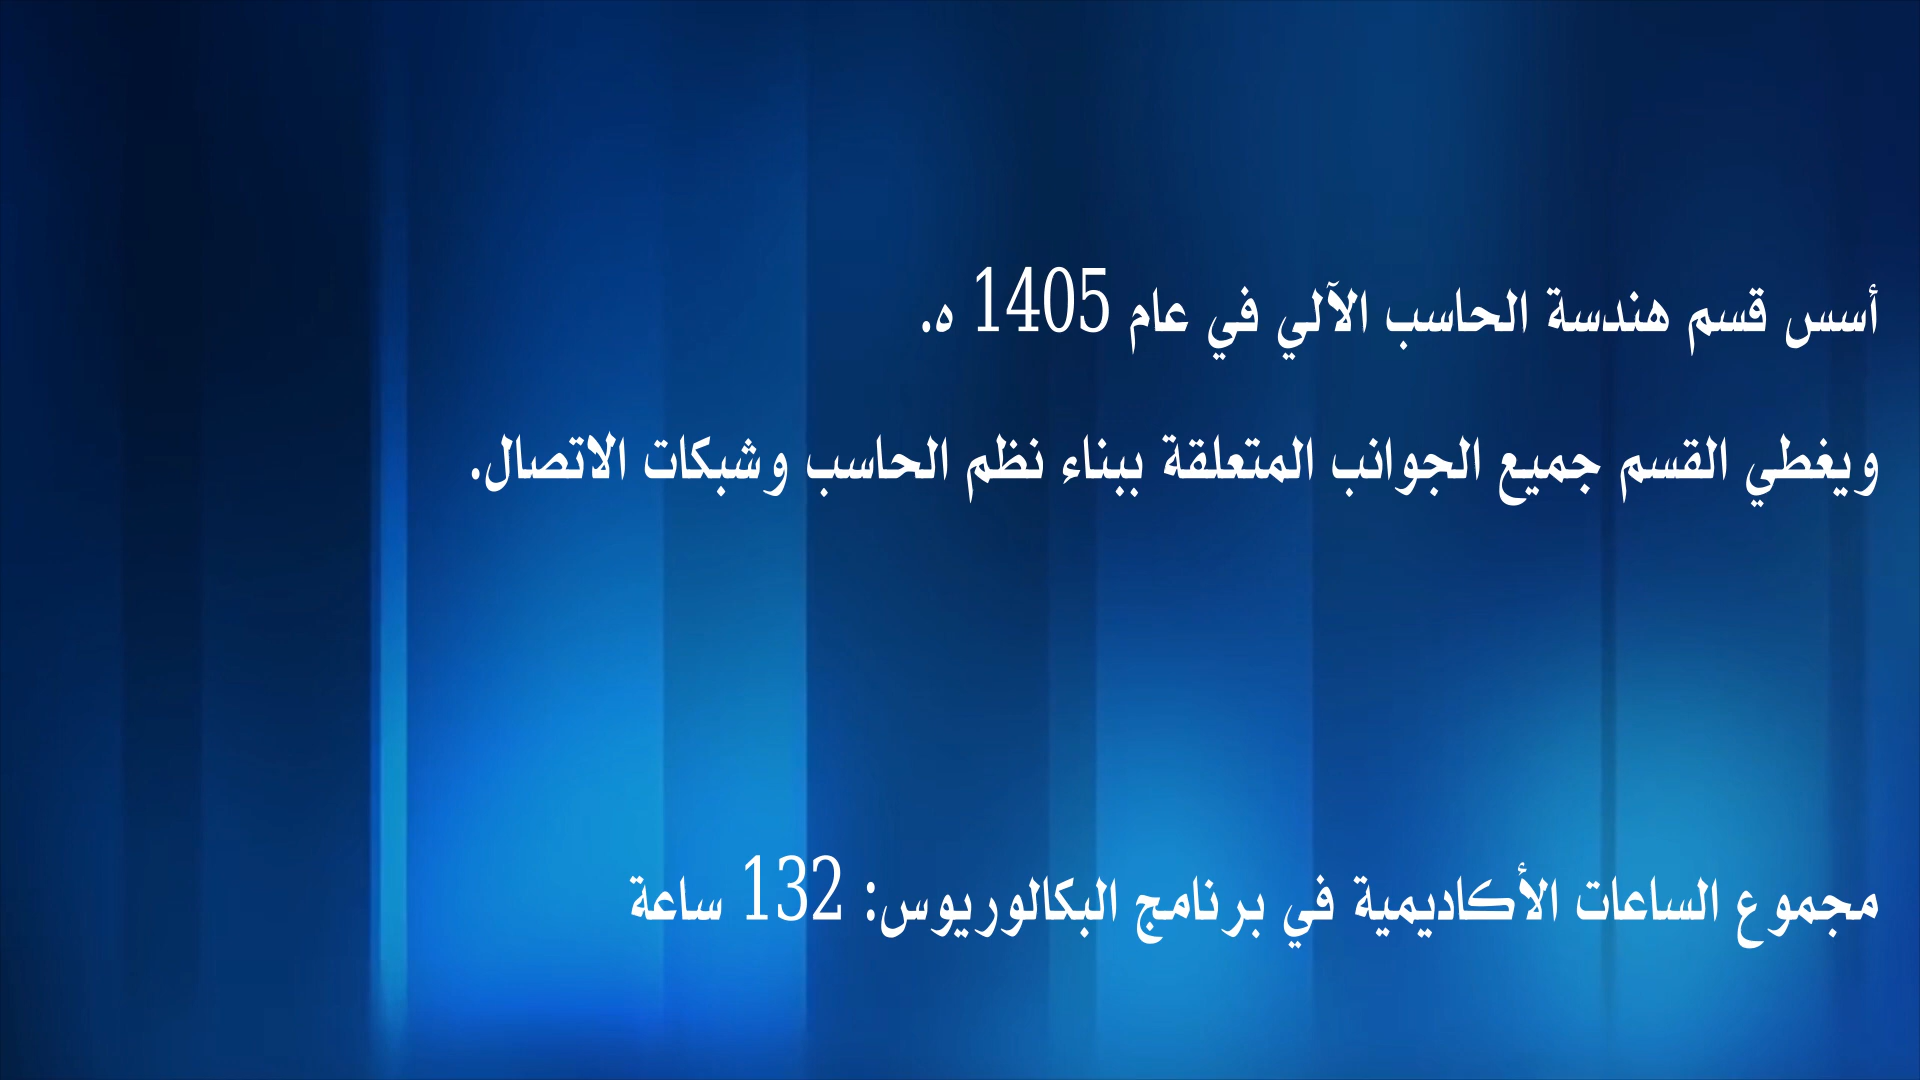 أسس قسم هندسة الحاسب الآلي في عام 1405 ه.
ويغطي القسم جميع الجوانب المتعلقة ببناء نظم الحاسب وشبكات الاتصال.
مجموع الساعات الأكاديمية في برنامج البكالوريوس: 132 ساعة